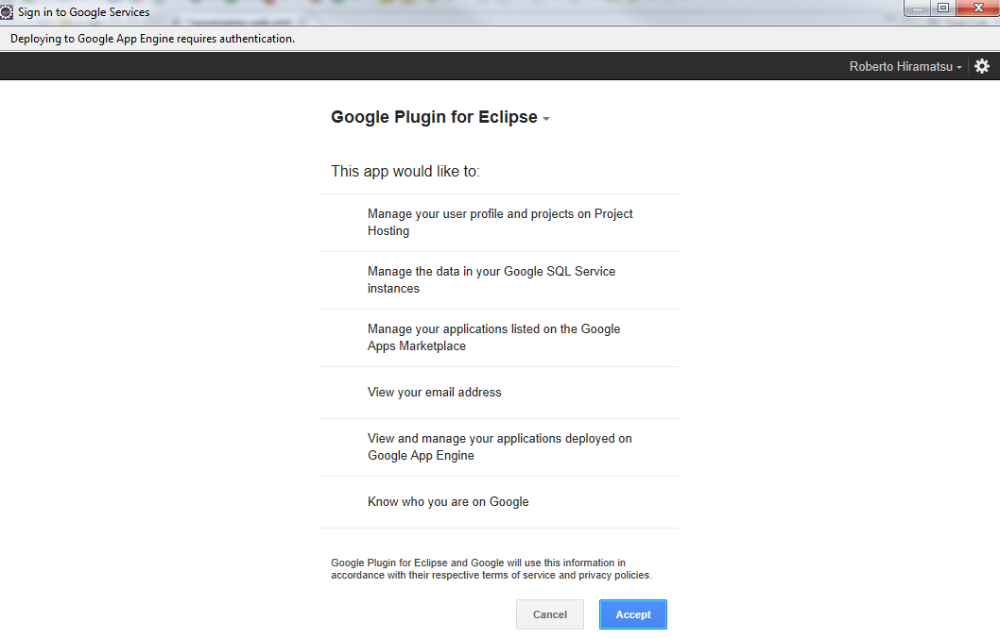 Sign in to Google Services
Deploying to Google App Engine requires authentication.
Roberto Hiramatsu
Google Plugin for Eclipse
This app would like to:
Manage your user profile and projects on Project
Hosting
Manage the data in your Google SQL Service
instances
Manage your applications listed on the Google
Apps Marketplace
View your email address
View and manage your applications deployed on
Google App Engine
Know who you are on Google
Google Plugin for Eclipse and Google will use this information in
accordance with their respective terms of service and privacy policies.
Cancel
Accept